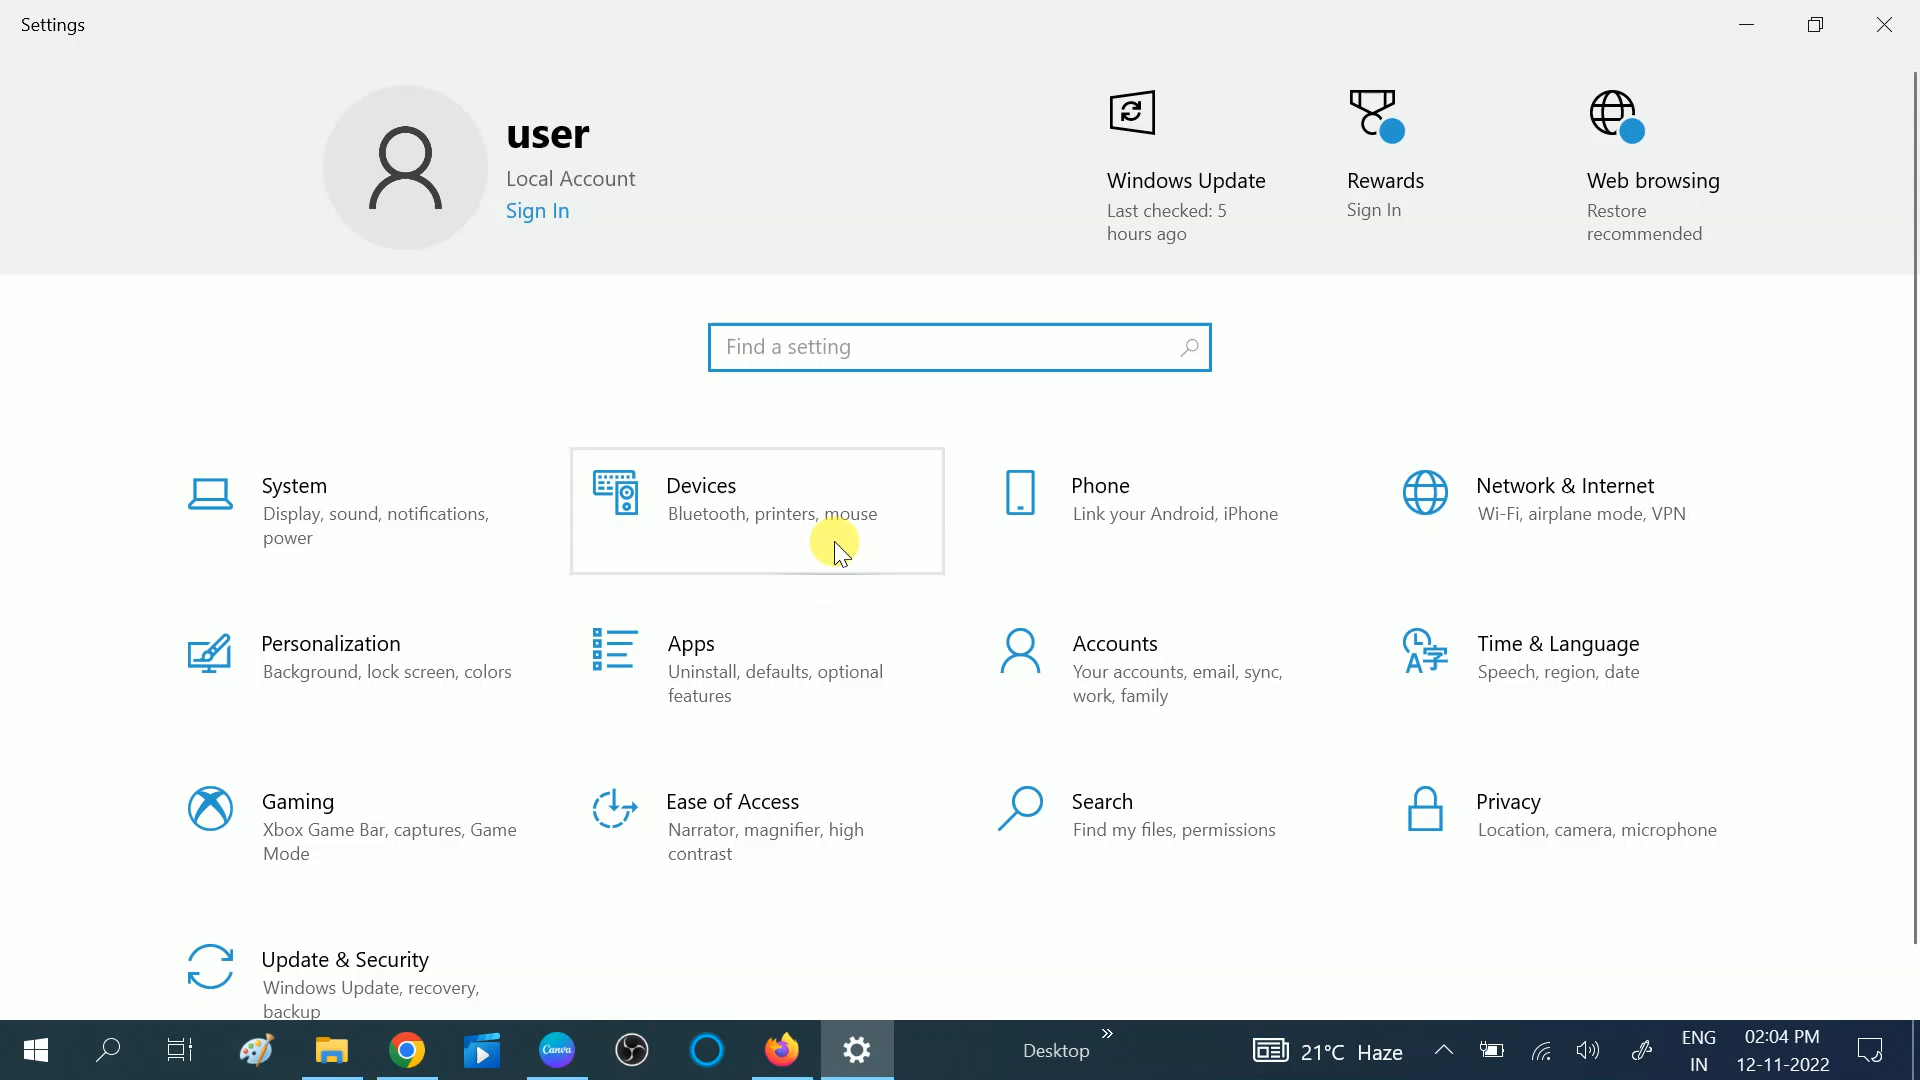 Settings
user
Local Account
Sign In
Windows Update
Last checked: 5
hours ago
Rewards
Sign In
Web browsing
Restore
recommended
Find a setting
System
Display, sound, notifications,
power
Devices
Bluetooth, printers, mouse
Phone
Link your Android, iPhone
Network & Internet
Wi-Fi, airplane mode, VPN
Personalization
Background, lock screen, colors
Apps
Uninstall, defaults, optional
features
Accounts
Your accounts, email, sync,
work, family
Time & Language
Speech, region, date
Gaming
Xbox Game Bar, captures, Game
Mode
Ease of Access
Narrator, magnifier, high
contrast
Search
Find my files, permissions
Privacy
Location, camera, microphone
Update & Security
Windows Update, recovery,
backup
Canva
Desktop
21°C Haze
ENG
IN
02:04 PM
12-11-2022